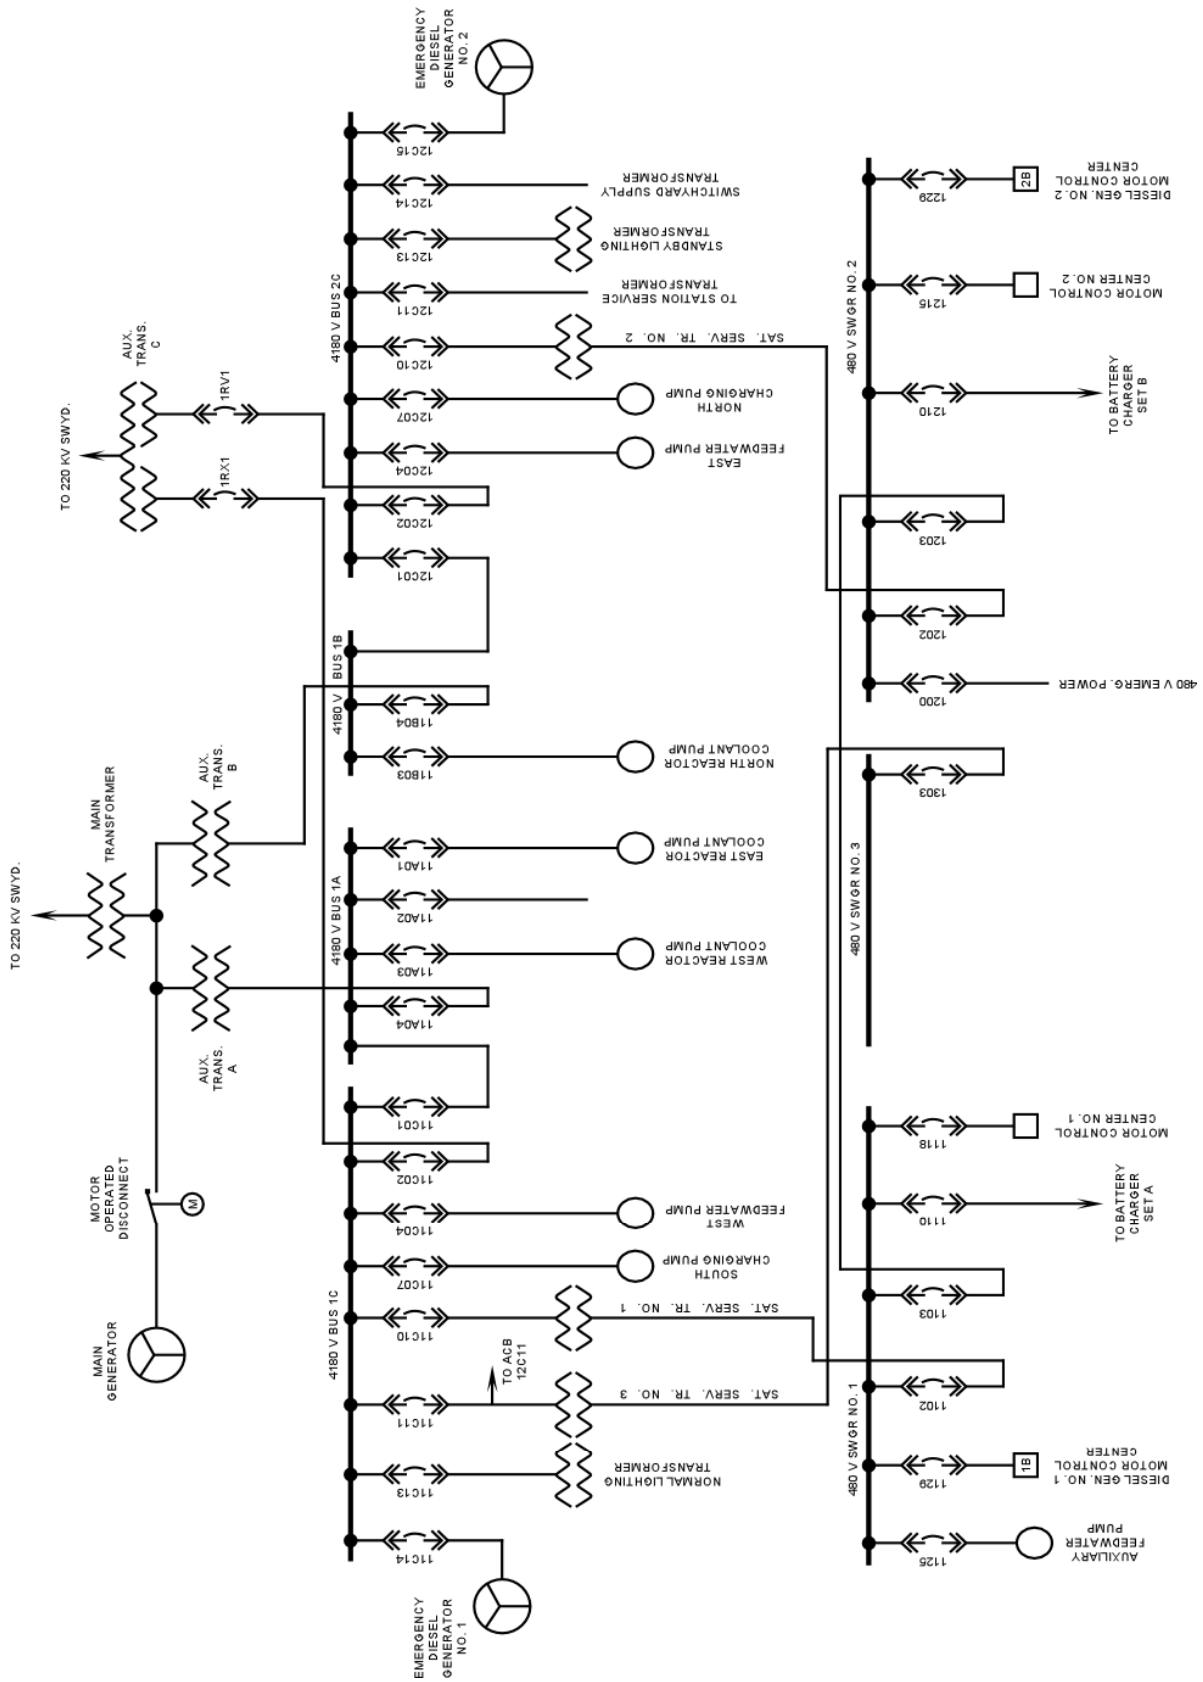 EMERGENCY
DIESEL
GENERATOR
NO. 2
12C15
12C14
SWITCHYARD SUPPLY
TRANSFORMER
12C13
STANDBY LIGHTING
TRANSFORMER
4180 V BUS 2C
12C11
TO STATION SERVICE
TRANSFORMER
12C10
SAT. SERV. TR. NO. 2
12C07
NORTH
CHARGING PUMP
12C04
EAST
FEEDWATER PUMP
12C02
12C01
AUX.
TRANS.
C
TO 220 KV SWYD.
1RV1
1RX1
480 V SWGR NO. 2
1229
2B
DIESEL GEN. NO. 2
MOTOR CONTROL
CENTER
1215
MOTOR CONTROL
CENTER NO. 2
1210
TO BATTERY
CHARGER
SET B
1203
1202
1200
480 V EMERG. POWER
4180 V BUS 1B
11B04
11B03
NORTH REACTOR
COOLANT PUMP
AUX.
TRANS.
B
MAIN
TRANSFORMER
TO 220 KV SWYD.
4180 V BUS 1A
11A01
EAST REACTOR
COOLANT PUMP
11A02
11A03
WEST REACTOR
COOLANT PUMP
11A04
AUX.
TRANS.
A
480 V SWGR NO. 3
1303
MOTOR
OPERATED
DISCONNECT
M
MAIN
GENERATOR
4180 V BUS 1C
11C01
11C02
11C04
WEST
FEEDWATER PUMP
11C07
SOUTH
CHARGING PUMP
11C10
SAT. SERV. TR. NO. 1
TO ACB
12C11
11C11
SAT. SERV. TR. NO. 3
11C13
NORMAL LIGHTING
TRANSFORMER
11C14
EMERGENCY
DIESEL
GENERATOR
NO. 1
480 V SWGR NO. 1
1118
MOTOR CONTROL
CENTER NO. 1
1110
TO BATTERY
CHARGER
SET A
1103
1102
1129
1B
DIESEL GEN. NO. 1
MOTOR CONTROL
CENTER
1125
AUXILIARY
FEEDWATER
PUMP